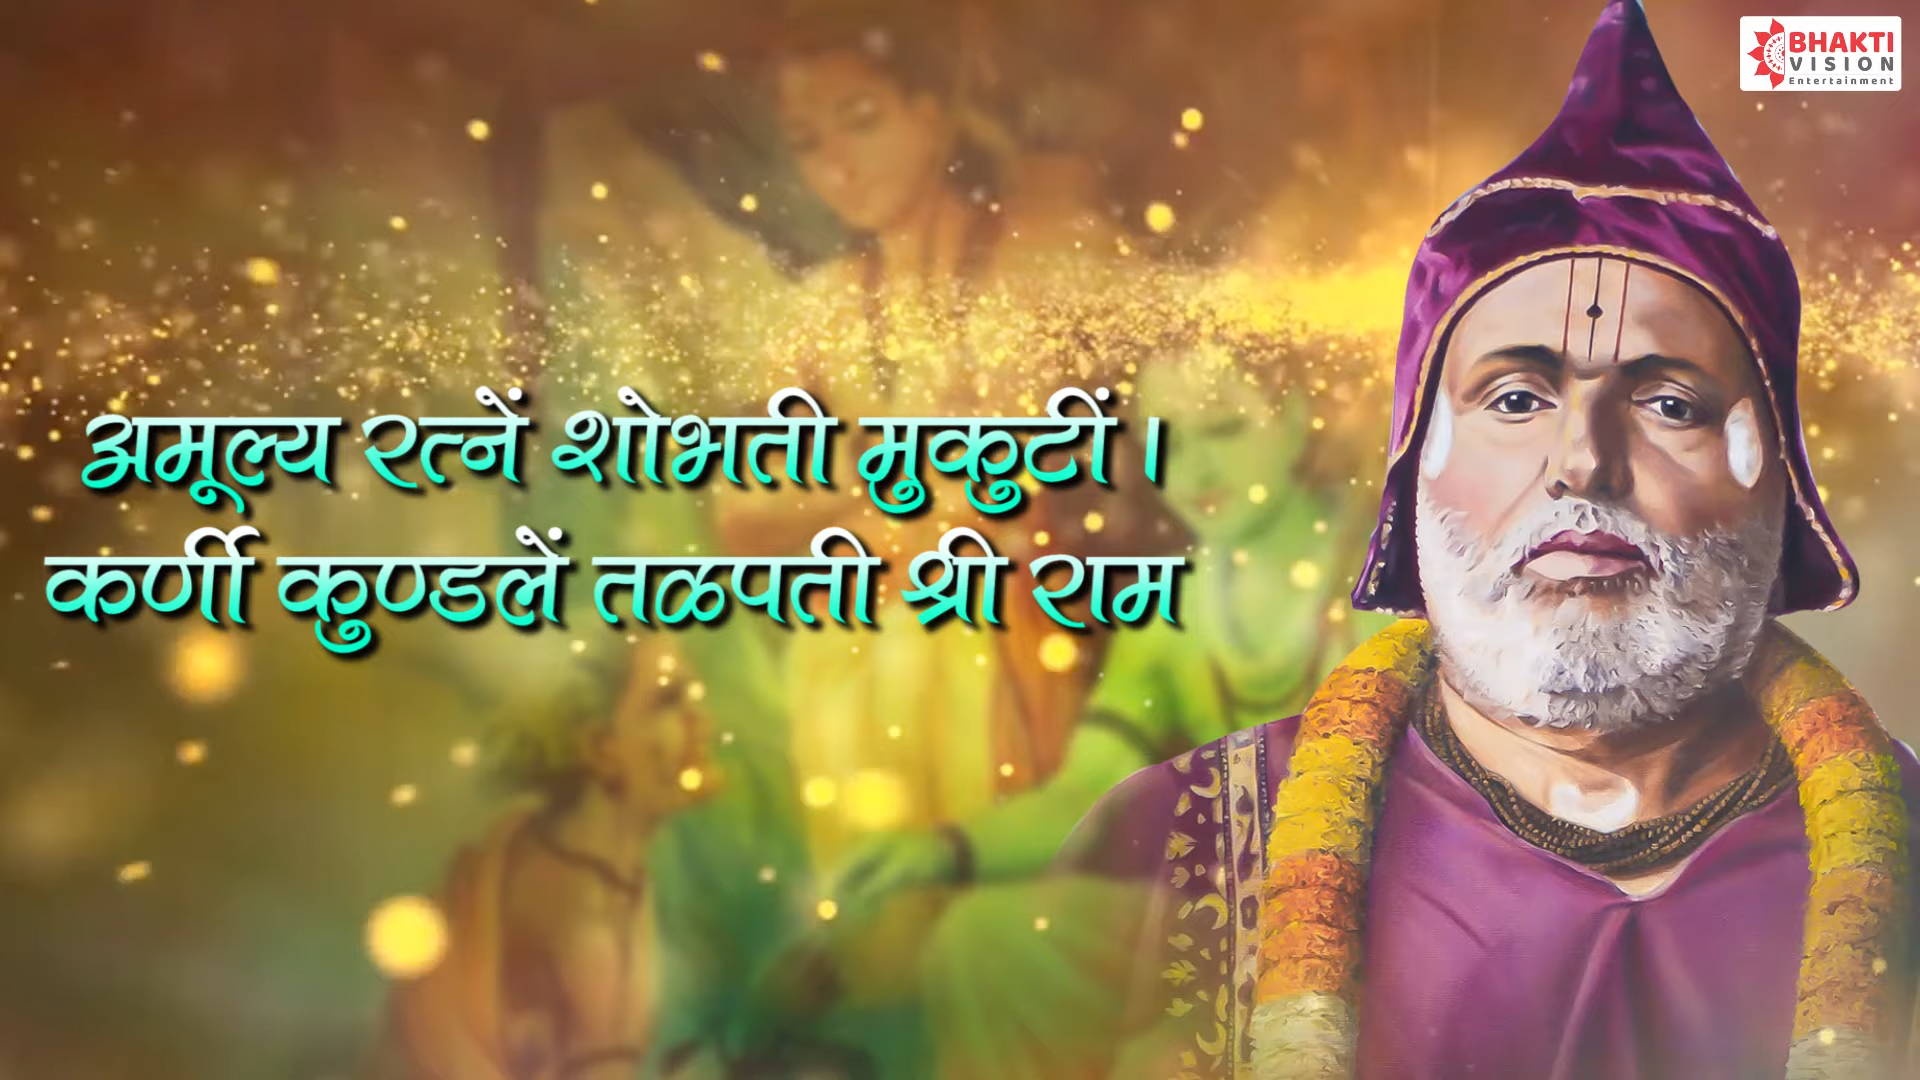 BHAKTI
VISION
Entertainment
अमूल्य रत्नें शोभती मुकुटीं ।
कर्णी कुण्डलें तळपती श्री राम